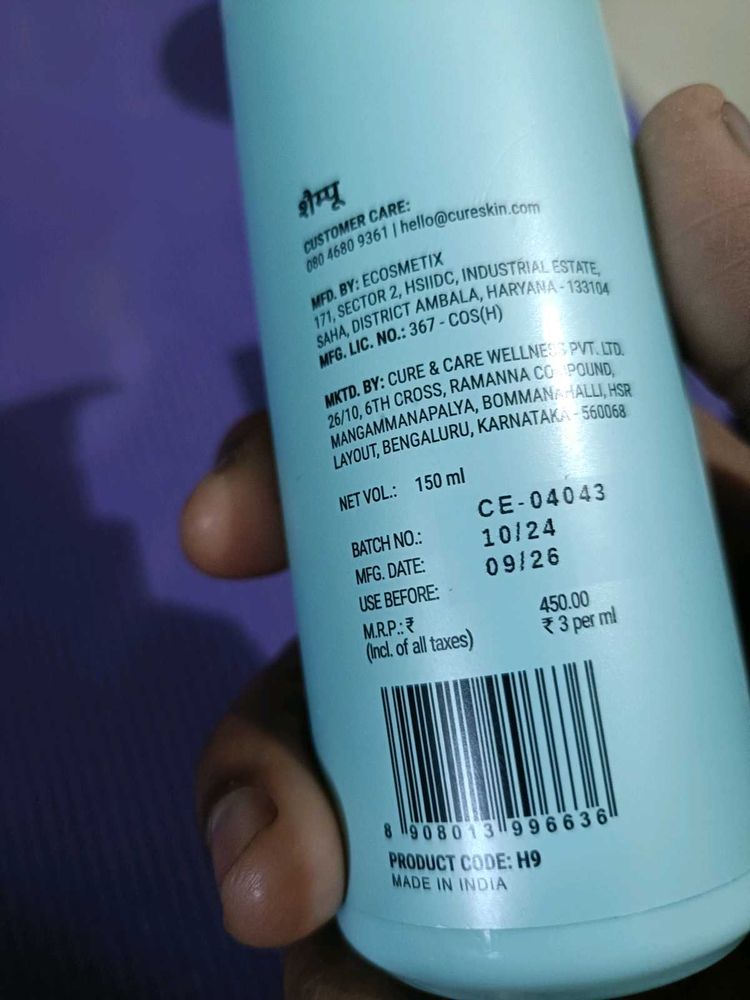 शैम्पू
CUSTOMER CARE:
080 4680 9361 | hello@cureskin.com
MFD. BY: ECOSMETIX
171, SECTOR 2, HSIIDC, INDUSTRIAL ESTATE,
SAHA, DISTRICT AMBALA, HARYANA - 133104
MFG. LIC. NO.: 367 - COS(H)
MKTD. BY: CURE & CARE WELLNESS PVT. LTD.
26/10, 6TH CROSS, RAMANNA COMPOUND,
MANGAMMANAPALYA, BOMMANAHALLI, HSR
LAYOUT, BENGALURU, KARNATAKA - 560068
NET VOL.: 150 ml
BATCH NO.: CE-04043
MFG. DATE: 10/24
USE BEFORE: 09/26
M.R.P.: ₹ 450.00
(Incl. of all taxes) ₹ 3 per ml
8 908013 996636
PRODUCT CODE: H9
MADE IN INDIA